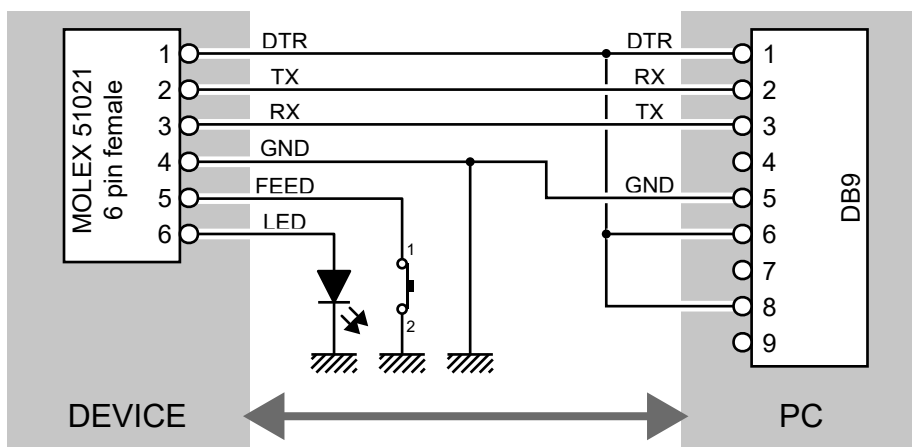 MOLEX 51021
6 pin female
1
2
3
4
5
6
DTR
TX
RX
GND
FEED
LED
1
2
DTR
RX
TX
GND
1
2
3
4
5
6
7
8
9
DB9
DEVICE
PC